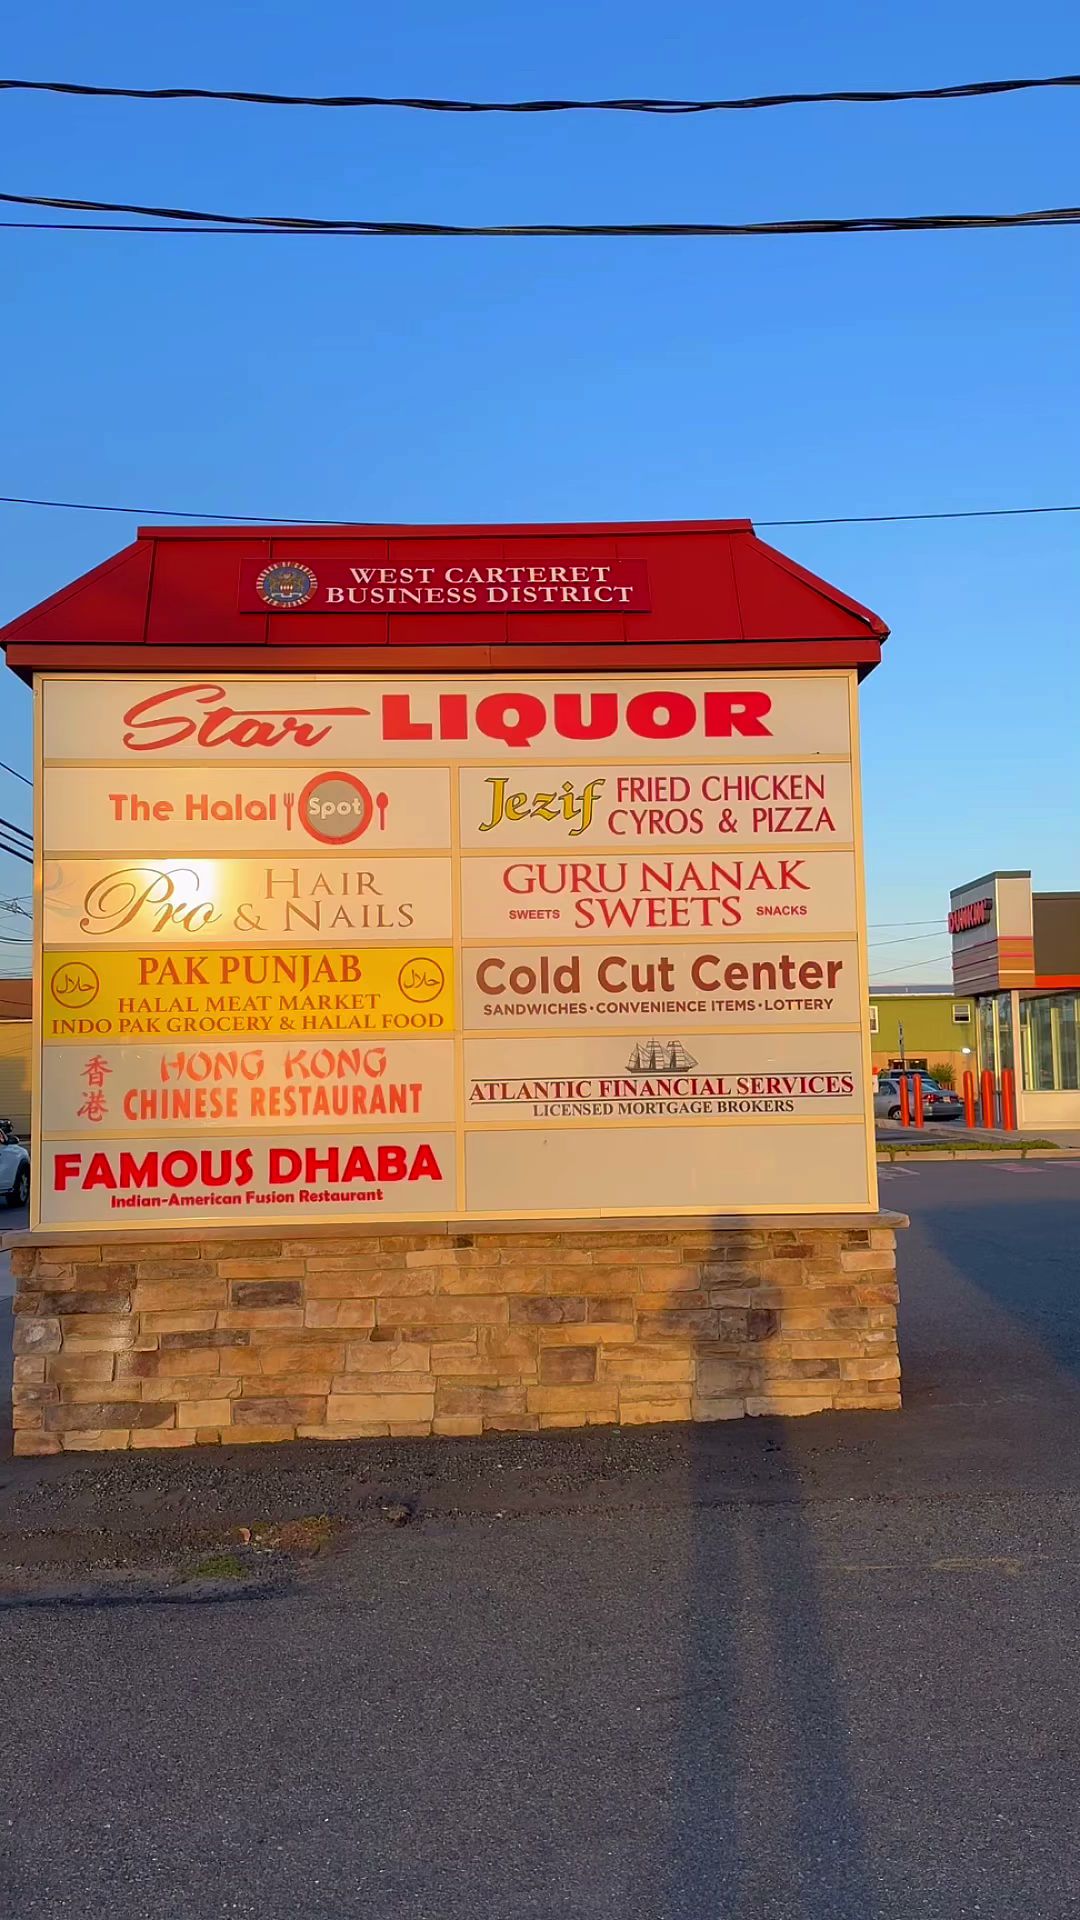 WEST CARTERET
BUSINESS DISTRICT
Star LIQUOR
The Halal Spot
Jezif FRIED CHICKEN
CYROS & PIZZA
Pro HAIR
& NAILS
GURU NANAK
SWEETS SWEETS SNACKS
PAK PUNJAB
حلال حلال
HALAL MEAT MARKET
INDO PAK GROCERY & HALAL FOOD
Cold Cut Center
SANDWICHES • CONVENIENCE ITEMS • LOTTERY
香港
HONG KONG
CHINESE RESTAURANT
ATLANTIC FINANCIAL SERVICES
LICENSED MORTGAGE BROKERS
FAMOUS DHABA
Indian-American Fusion Restaurant
DUNKIN'